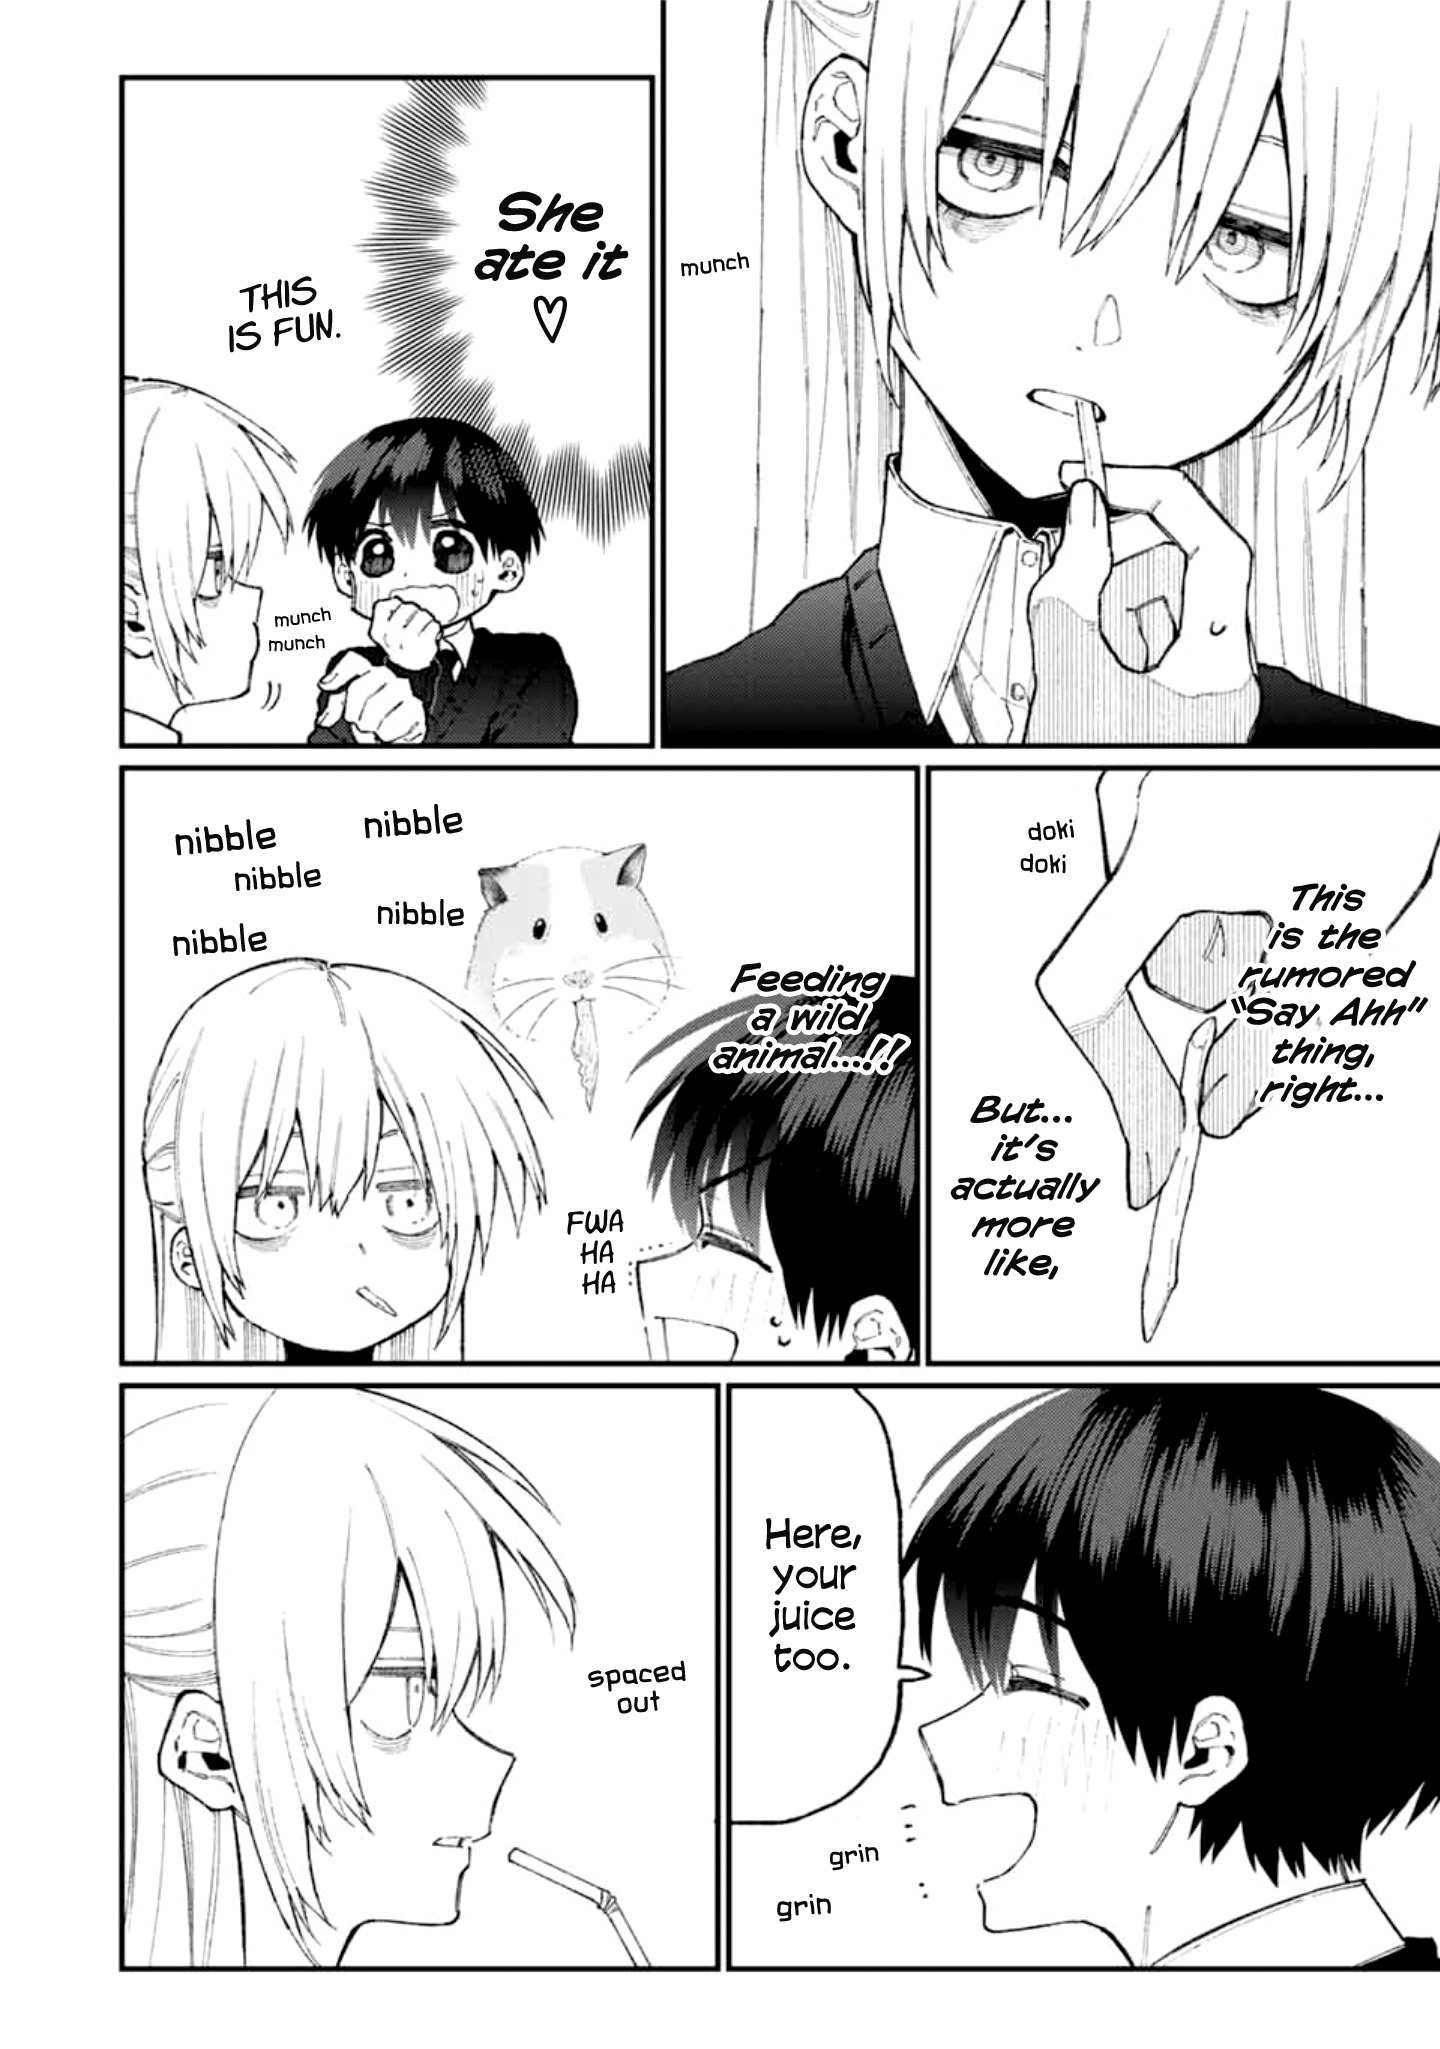 munch
She
ate it
♡
THIS
IS FUN.
munch
munch
doki
doki
This
is the
rumored
"Say Ahh"
thing,
right...
But...
it's
actually
more
like,
Feeding
a wild
animal...!!
nibble
nibble
nibble
nibble
nibble
FWA
HA
HA
Here,
your
juice
too.
grin
grin
spaced
out